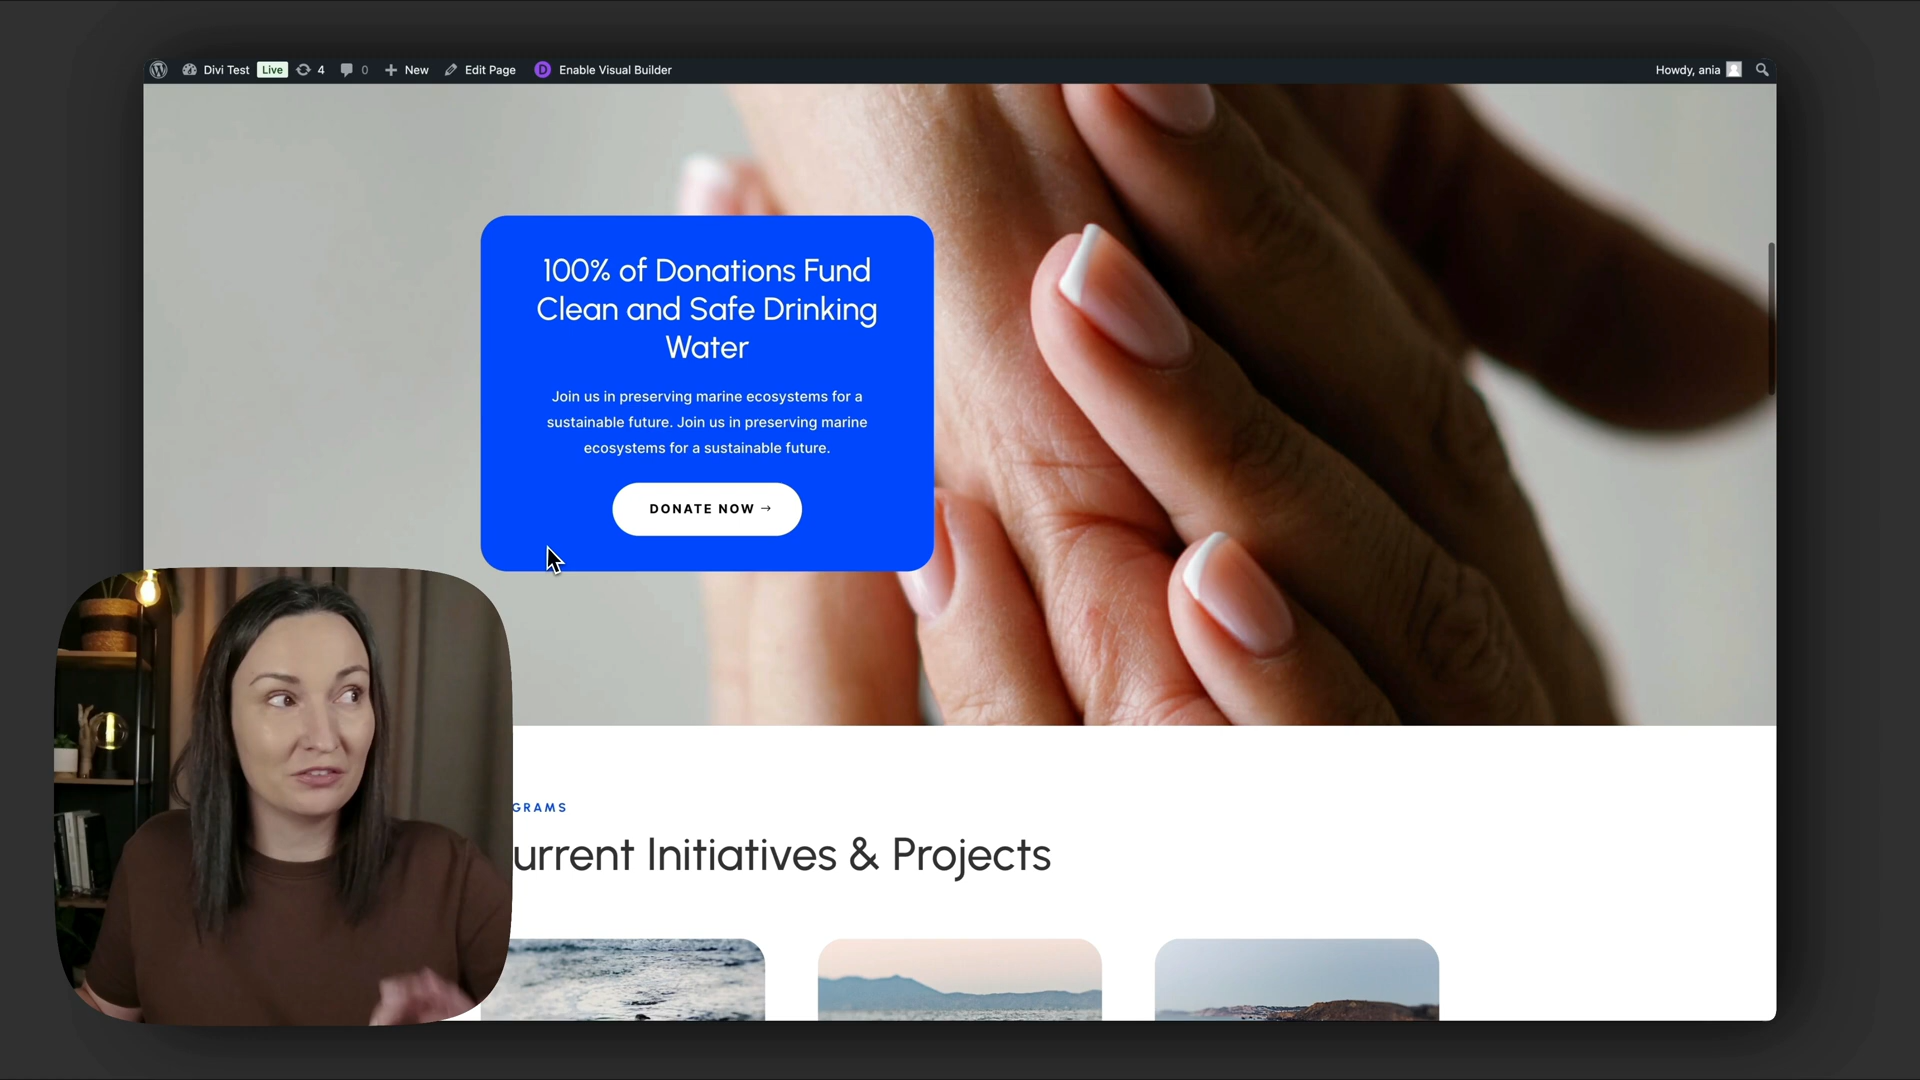 Divi Test Live 4 0 New Edit Page D Enable Visual Builder Howdy, ania
100% of Donations Fund
Clean and Safe Drinking
Water
Join us in preserving marine ecosystems for a
sustainable future. Join us in preserving marine
ecosystems for a sustainable future.
DONATE NOW →
GRAMS
urrent Initiatives & Projects